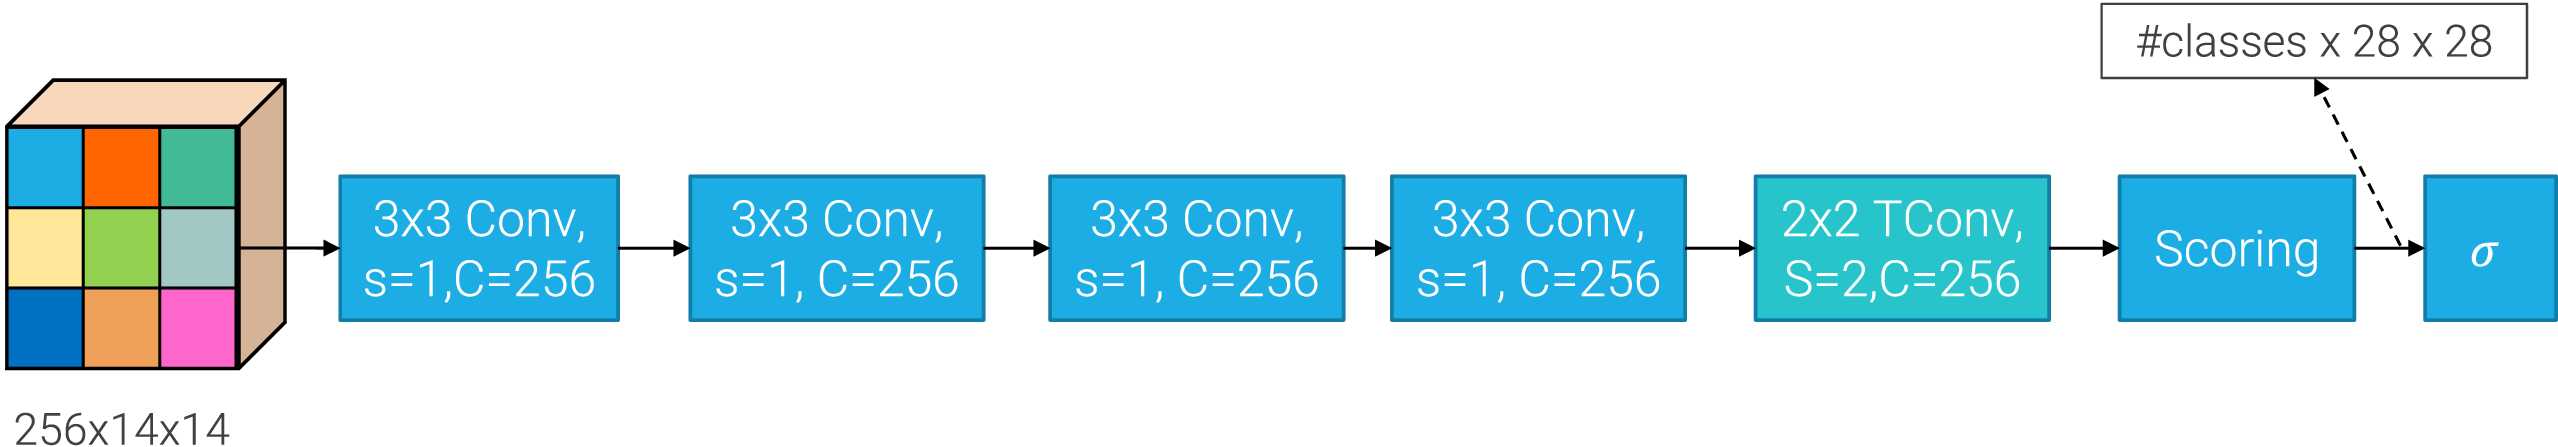 #classes x 28 x 28
3x3 Conv,
s=1,C=256
3x3 Conv,
s=1, C=256
3x3 Conv,
s=1, C=256
3x3 Conv,
s=1, C=256
2x2 TConv,
S=2,C=256
Scoring
σ
256x14x14